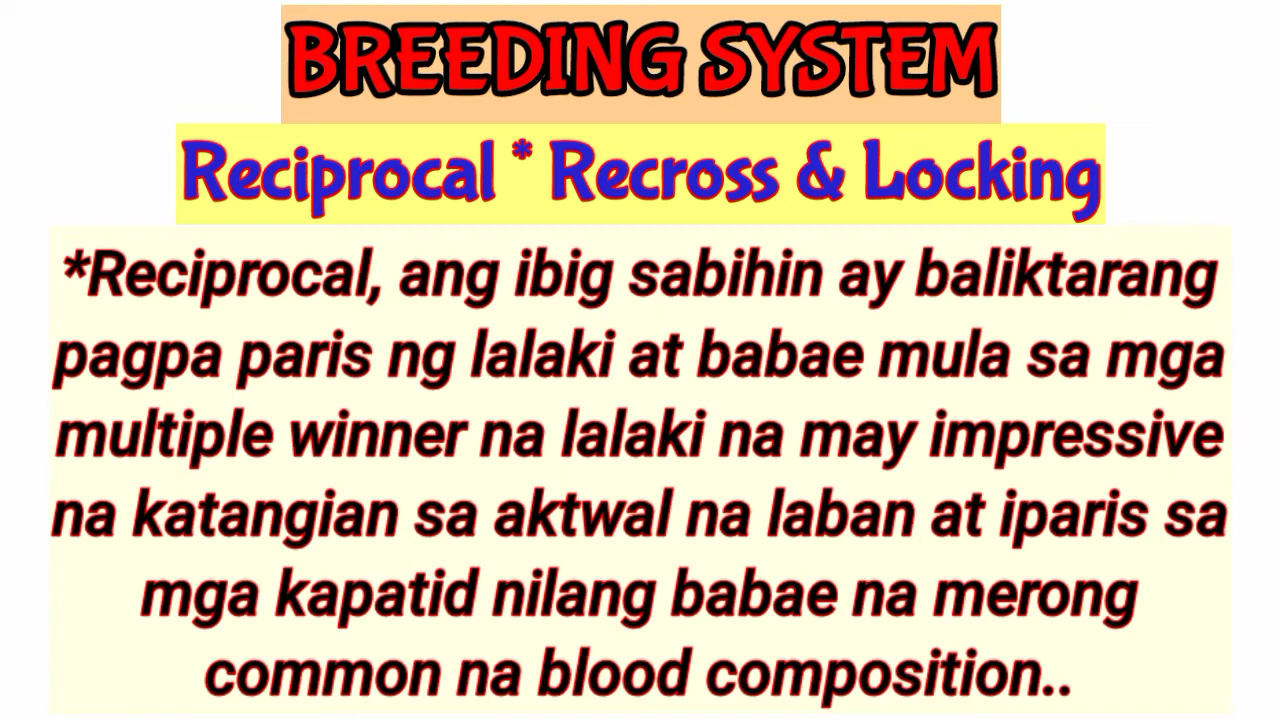 BREEDING SYSTEM
Reciprocal * Recross & Locking
*Reciprocal, ang ibig sabihin ay baliktarang
pagpa paris ng lalaki at babae mula sa mga
multiple winner na lalaki na may impressive
na katangian sa aktwal na laban at iparis sa
mga kapatid nilang babae na merong
common na blood composition..